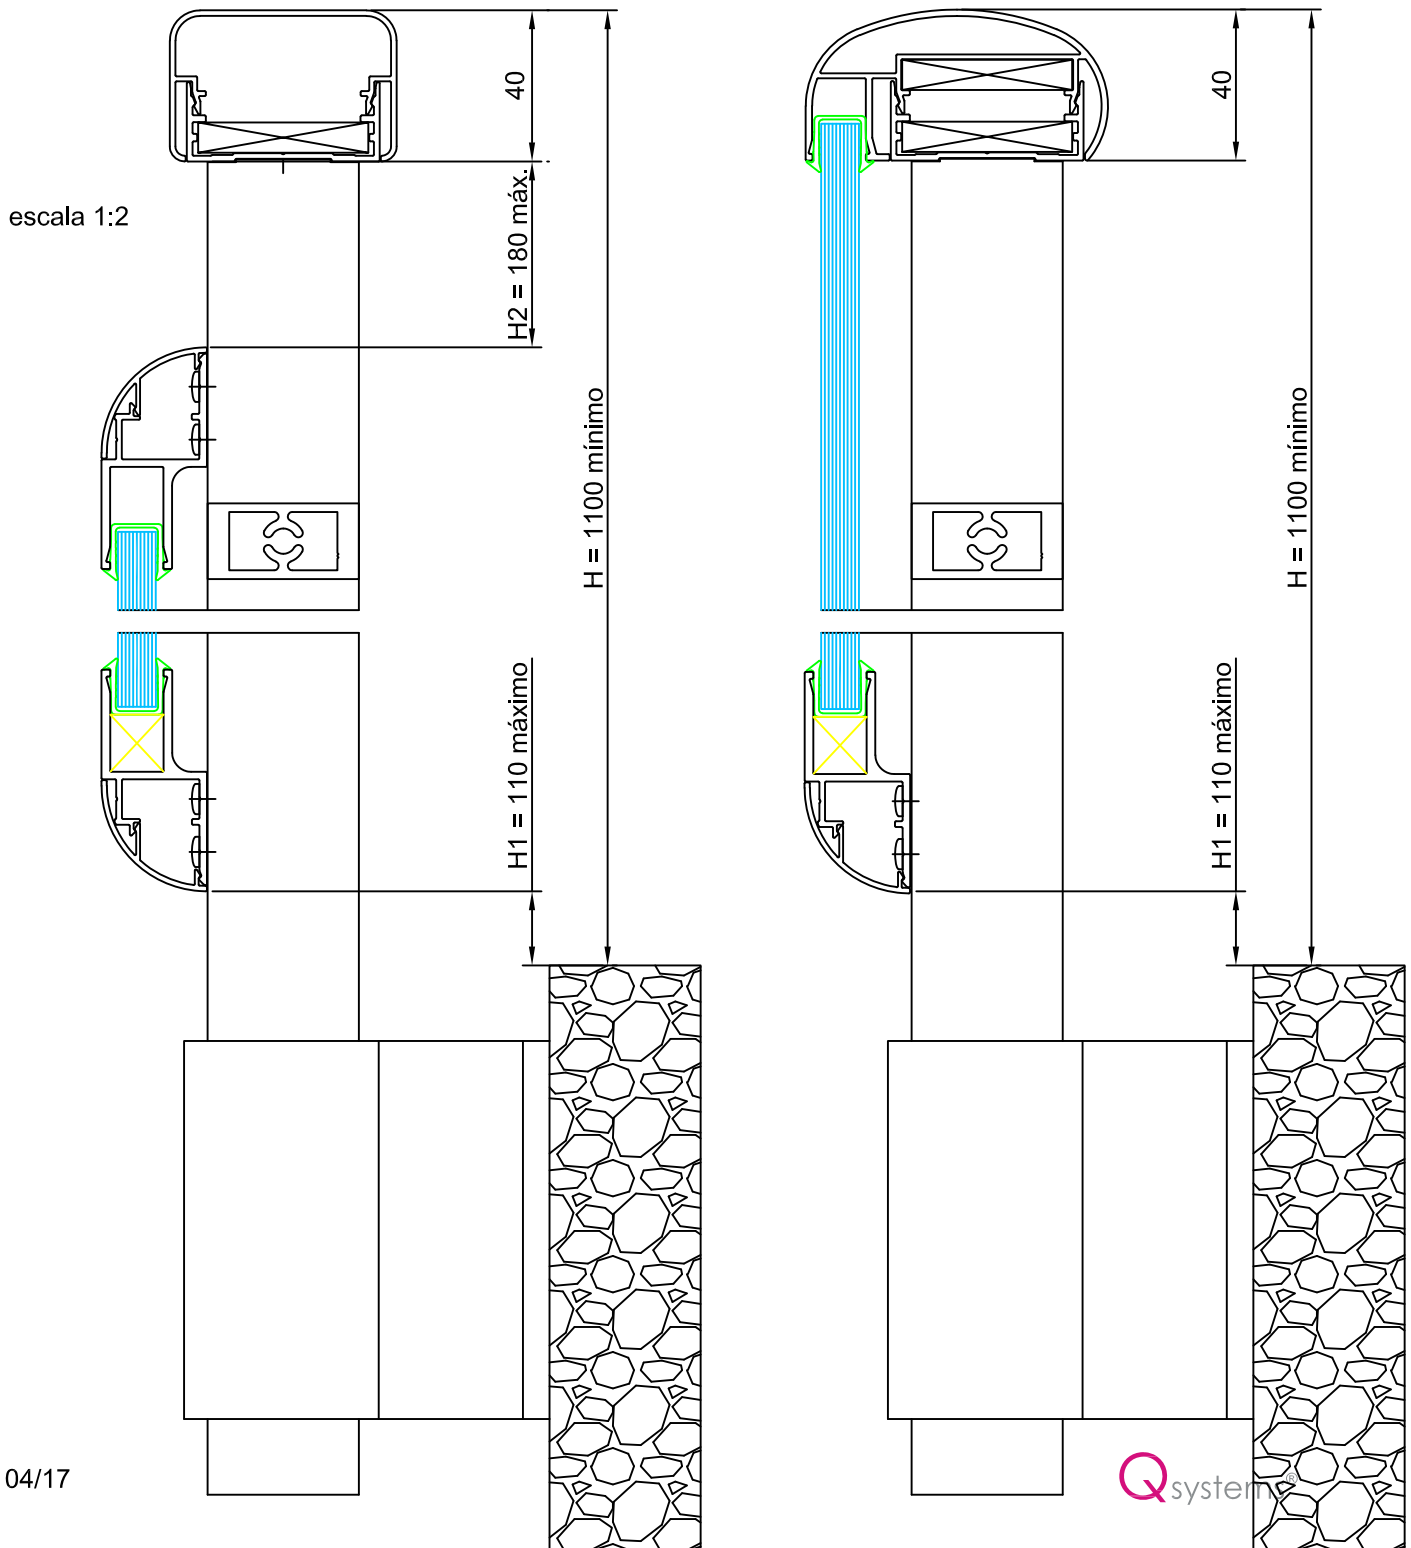 40
40
escala 1:2
H2 = 180 máx.
H = 1100 mínimo
H = 1100 mínimo
H1 = 110 máximo
H1 = 110 máximo
04/17
Q systems®